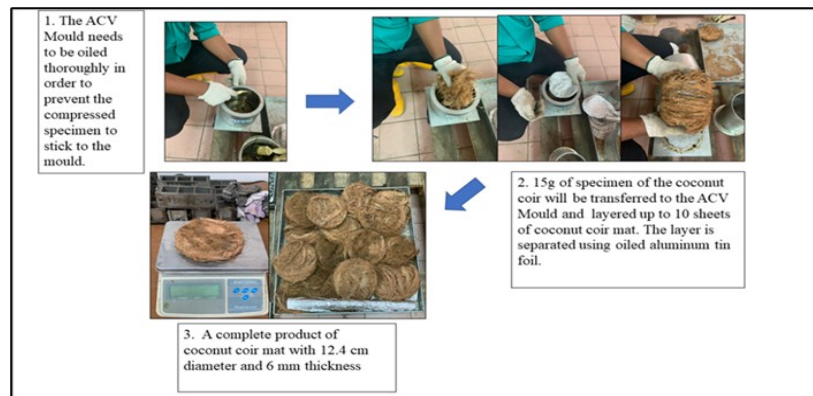 1. The ACV
Mould needs
to be oiled
thoroughly in
order to
prevent the
compressed
specimen to
stick to the
mould.
2. 15g of specimen of the coconut
coir will be transferred to the ACV
Mould and layered up to 10 sheets
of coconut coir mat. The layer is
separated using oiled aluminum tin
foil.
3. A complete product of
coconut coir mat with 12.4 cm
diameter and 6 mm thickness